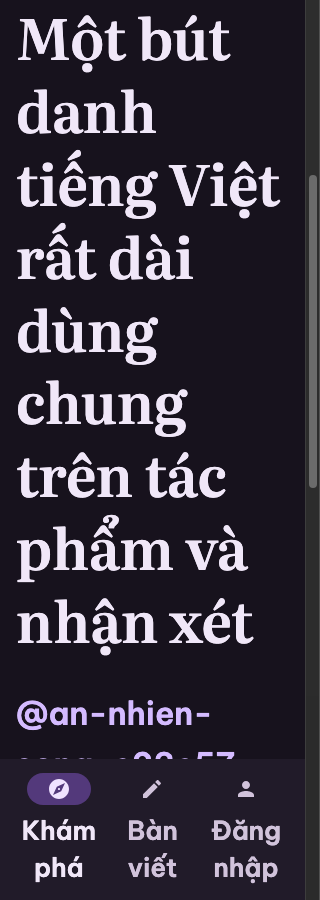 Một bút
danh
tiếng Việt
rất dài
dùng
chung
trên tác
phẩm và
nhận xét
@an-nhien-
Khám phá
Bàn viết
Đăng nhập